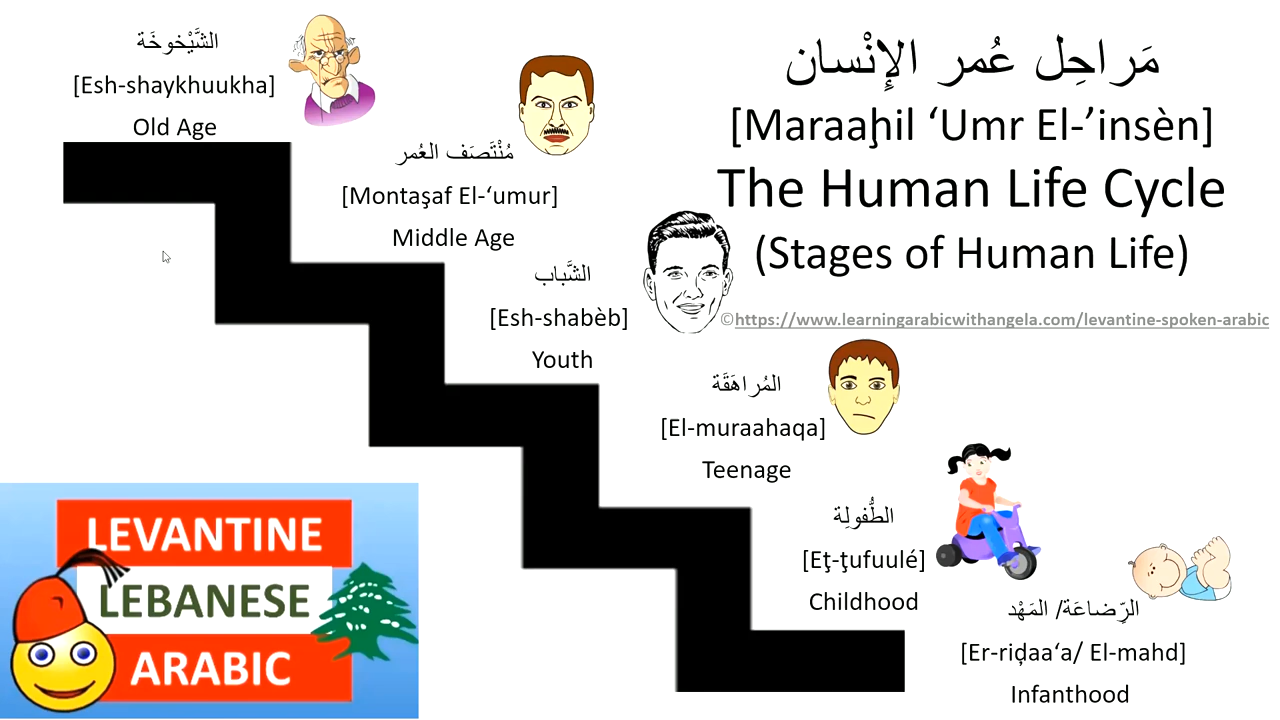 مَراحِل عُمر الإِنْسان
[Maraaḩil ‘Umr El-’insèn]
The Human Life Cycle
(Stages of Human Life)
©https://www.learningarabicwithangela.com/levantine-spoken-arabic
الشَّيْخوخَة
[Esh-shaykhuukha]
Old Age
مُنْتَصَف العُمر
[Montaşaf El-‘umur]
Middle Age
الشَّباب
[Esh-shabèb]
Youth
المُراهَقَة
[El-muraahaqa]
Teenage
الطُّفولِة
[Eţ-ţufuulé]
Childhood
الرِّضاعَة/ المَهْد
[Er-riḑaa‘a/ El-mahd]
Infanthood
LEVANTINE
LEBANESE
ARABIC